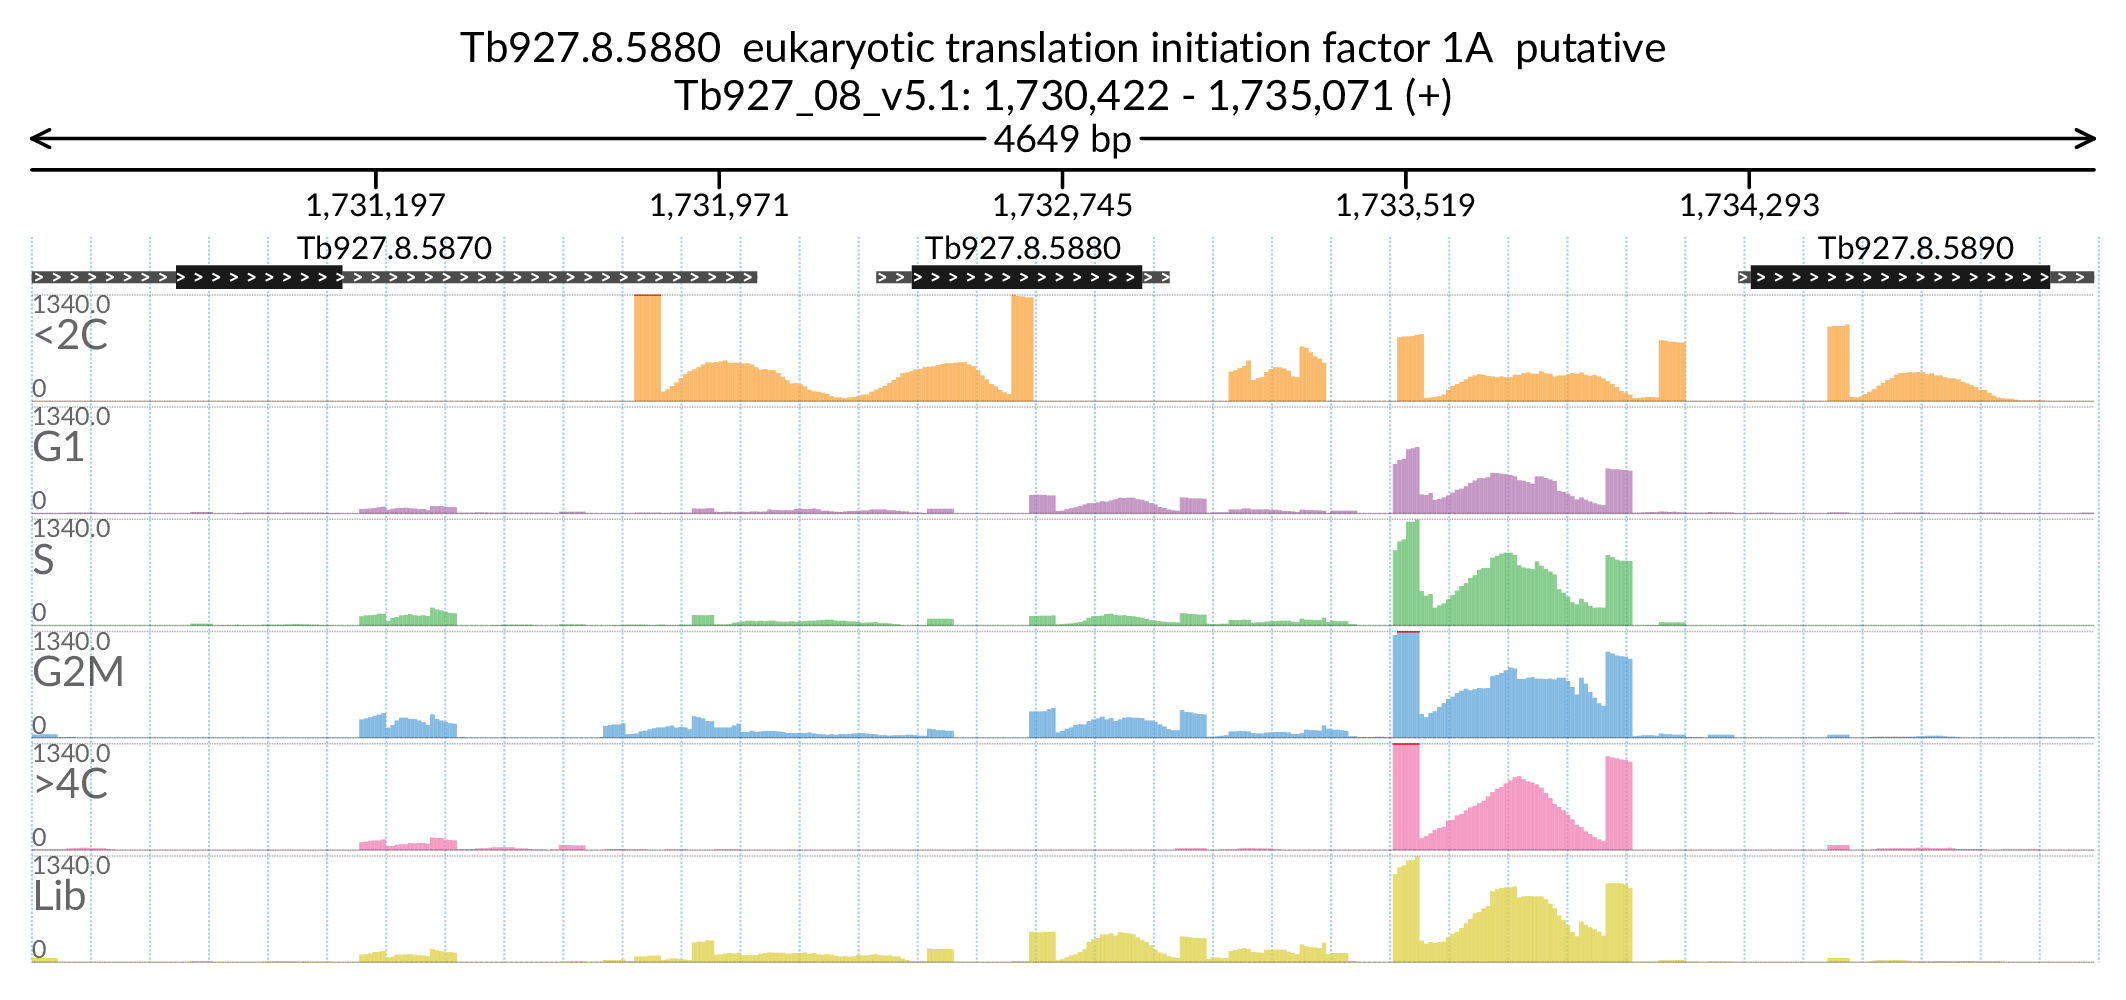 Tb927.8.5880 eukaryotic translation initiation factor 1A putative
Tb927_08_v5.1: 1,730,422 - 1,735,071 (+)
4649 bp
1,731,197 1,731,971 1,732,745 1,733,519 1,734,293
Tb927.8.5870 Tb927.8.5880 Tb927.8.5890
1340.0
<2C
0
1340.0
G1
0
1340.0
S
0
1340.0
G2M
0
1340.0
>4C
0
1340.0
Lib
0